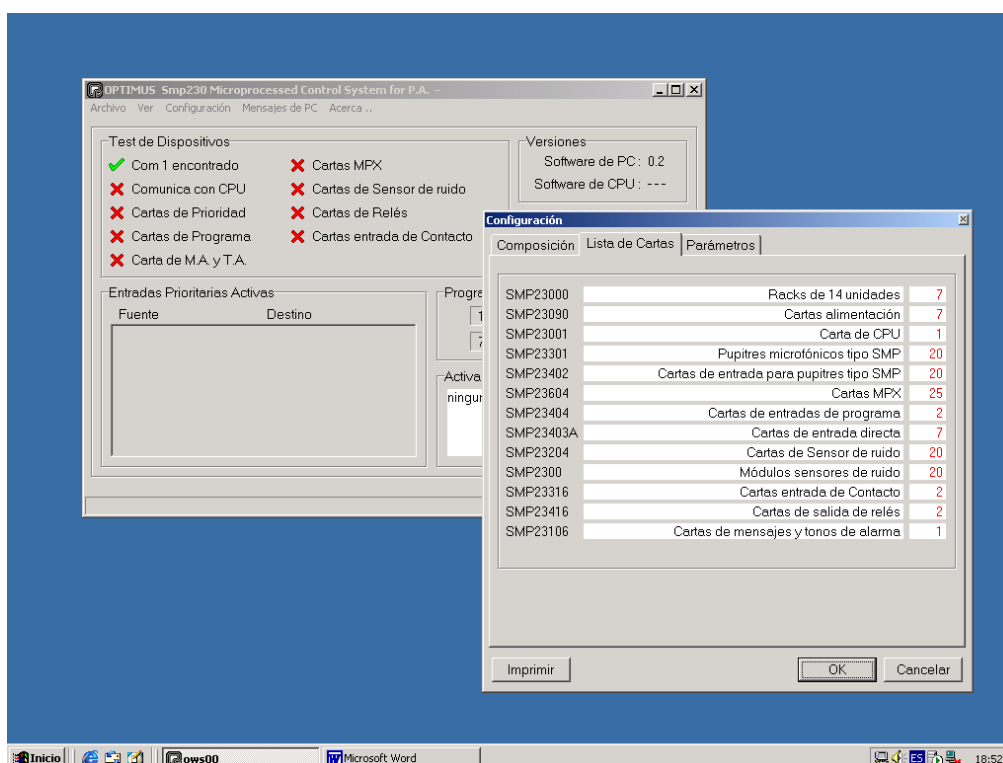 OPTIMUS Smp230 Microprocessed Control System for P.A. -
Archivo Ver Configuración Mensajes de PC Acerca ..
Test de Dispositivos
Com 1 encontrado
Comunica con CPU
Cartas de Prioridad
Cartas de Programa
Carta de M.A. y T.A.
Cartas MPX
Cartas de Sensor de ruido
Cartas de Relés
Cartas entrada de Contacto
Versiones
Software de PC : 0.2
Software de CPU : ---
Entradas Prioritarias Activas
Fuente Destino
Progre
1
7
Activa
ningur
Configuración
Composición Lista de Cartas Parámetros
SMP23000 Racks de 14 unidades 7
SMP23090 Cartas alimentación 7
SMP23001 Carta de CPU 1
SMP23301 Pupitres microfónicos tipo SMP 20
SMP23402 Cartas de entrada para pupitres tipo SMP 20
SMP23604 Cartas MPX 25
SMP23404 Cartas de entradas de programa 2
SMP23403A Cartas de entrada directa 7
SMP23204 Cartas de Sensor de ruido 20
SMP2300 Módulos sensores de ruido 20
SMP23316 Cartas entrada de Contacto 2
SMP23416 Cartas de salida de relés 2
SMP23106 Cartas de mensajes y tonos de alarma 1
Imprimir OK Cancelar
Inicio ows00 Microsoft Word ES 18:52